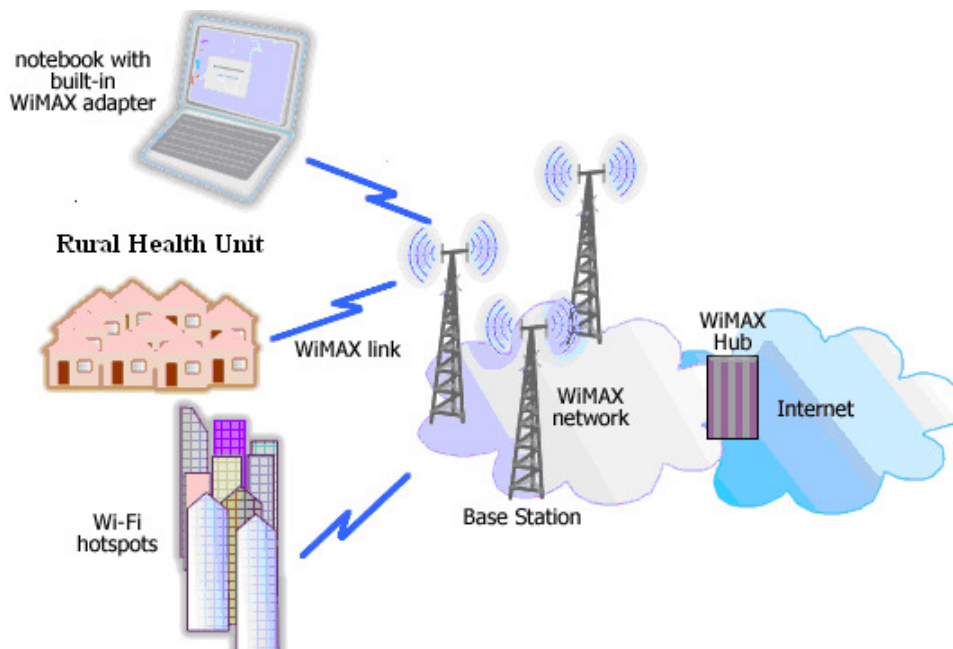 notebook with
built-in
WiMAX adapter
Rural Health Unit
WiMAX link
Wi-Fi
hotspots
Base Station
WiMAX
network
WiMAX
Hub
Internet